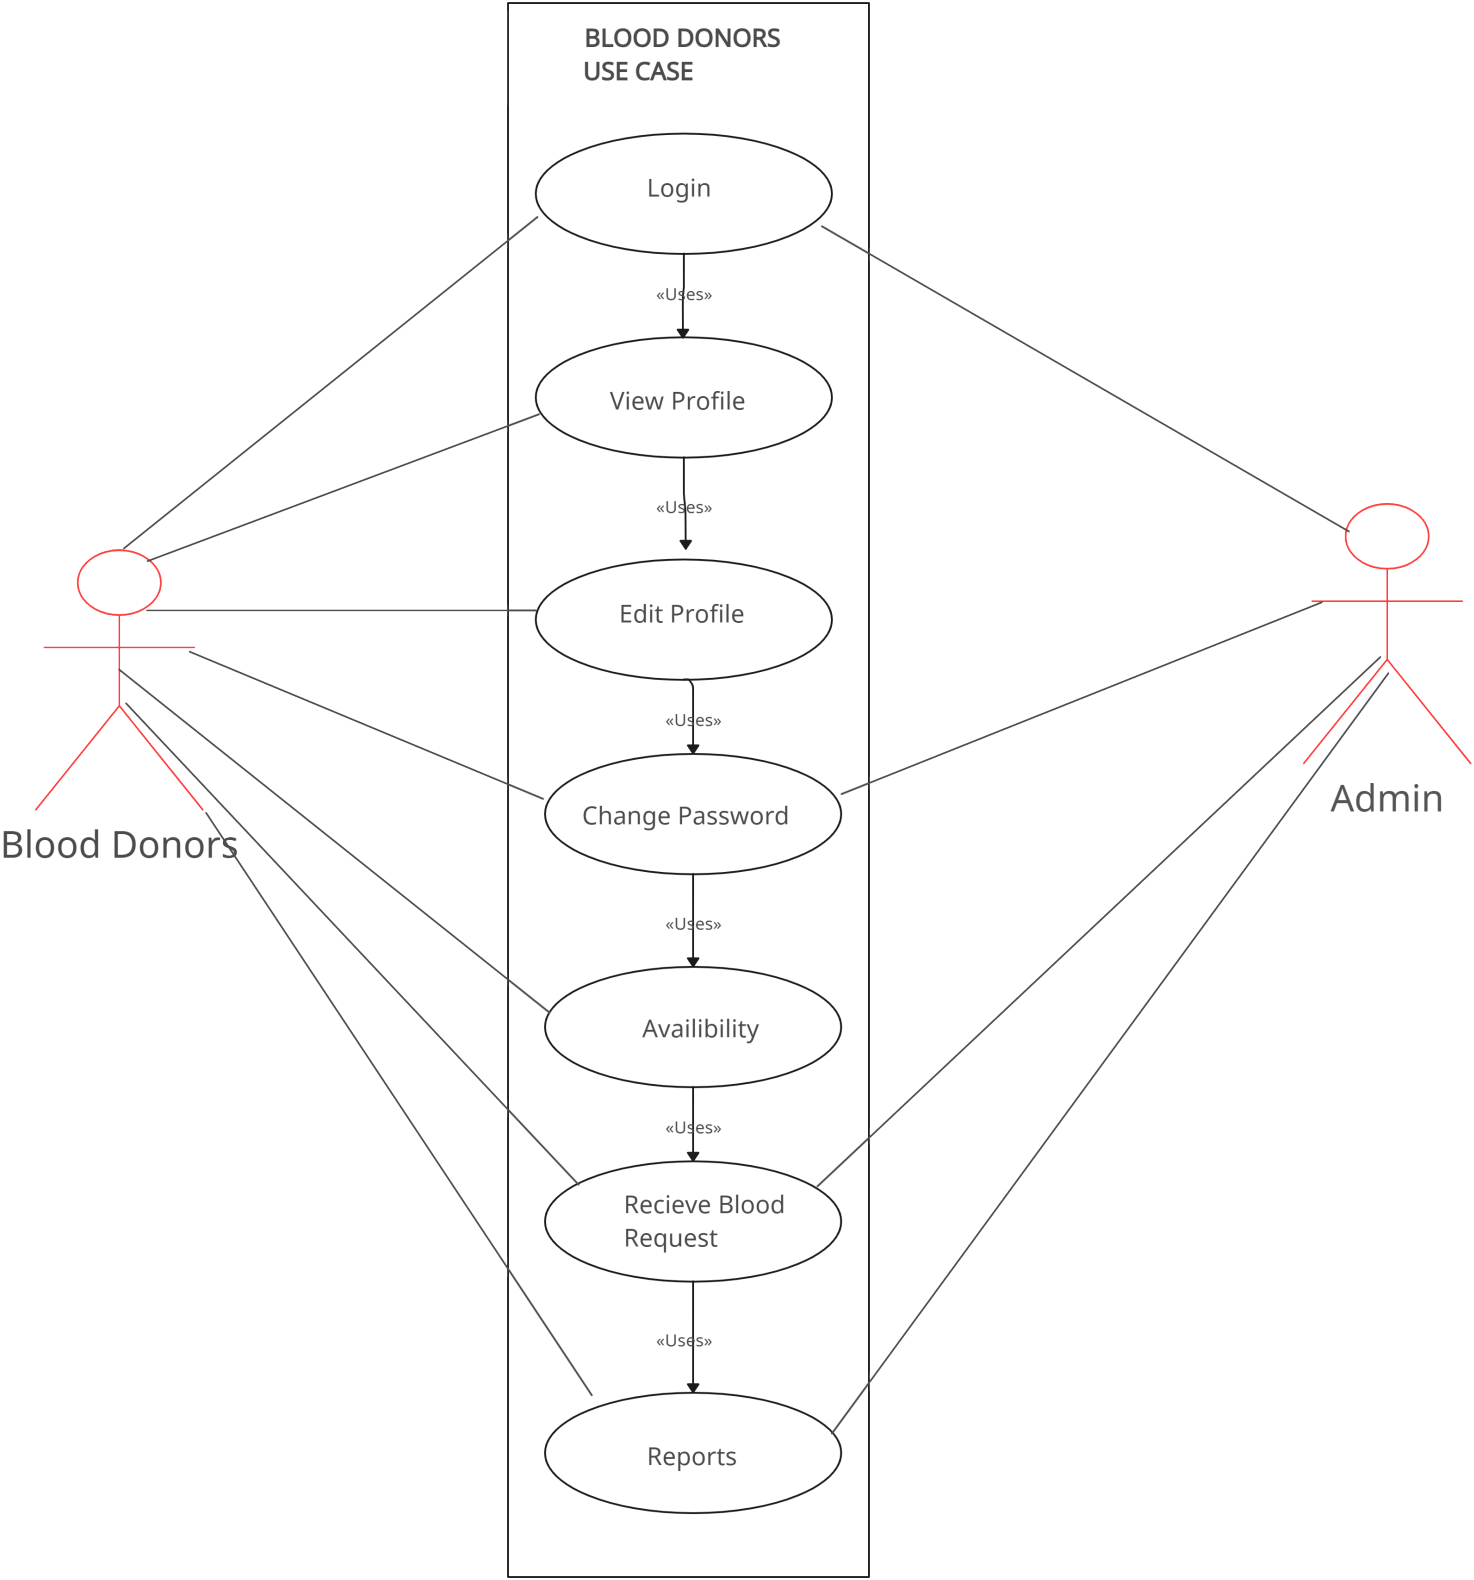 BLOOD DONORS
USE CASE
Login
«Uses»
View Profile
«Uses»
Edit Profile
«Uses»
Change Password
Blood Donors
Admin
«Uses»
Availibility
«Uses»
Recieve Blood
Request
«Uses»
Reports